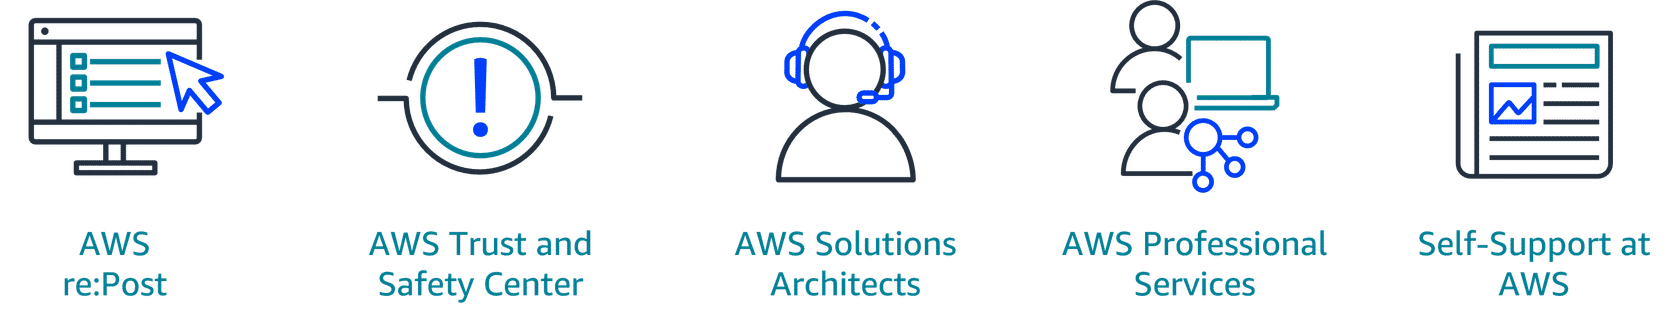 AWS
re:Post
AWS Trust and
Safety Center
AWS Solutions
Architects
AWS Professional
Services
Self-Support at
AWS